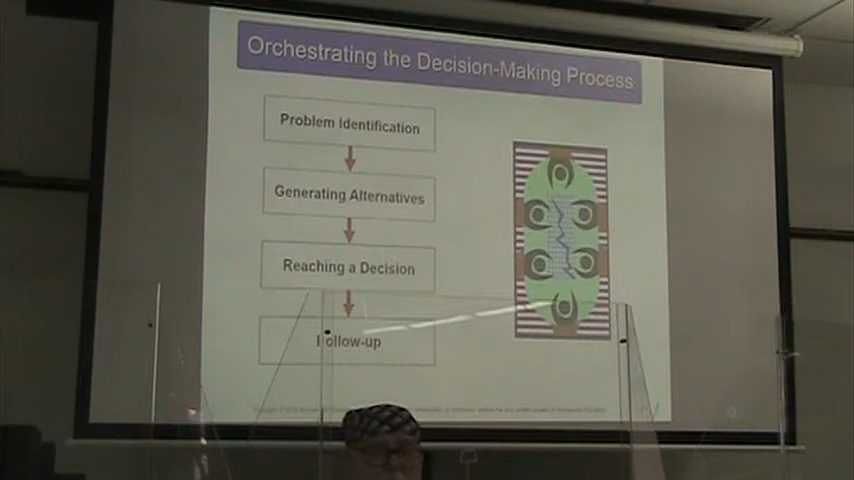 Orchestrating the Decision-Making Process
Problem Identification
Generating Alternatives
Reaching a Decision
Follow-up